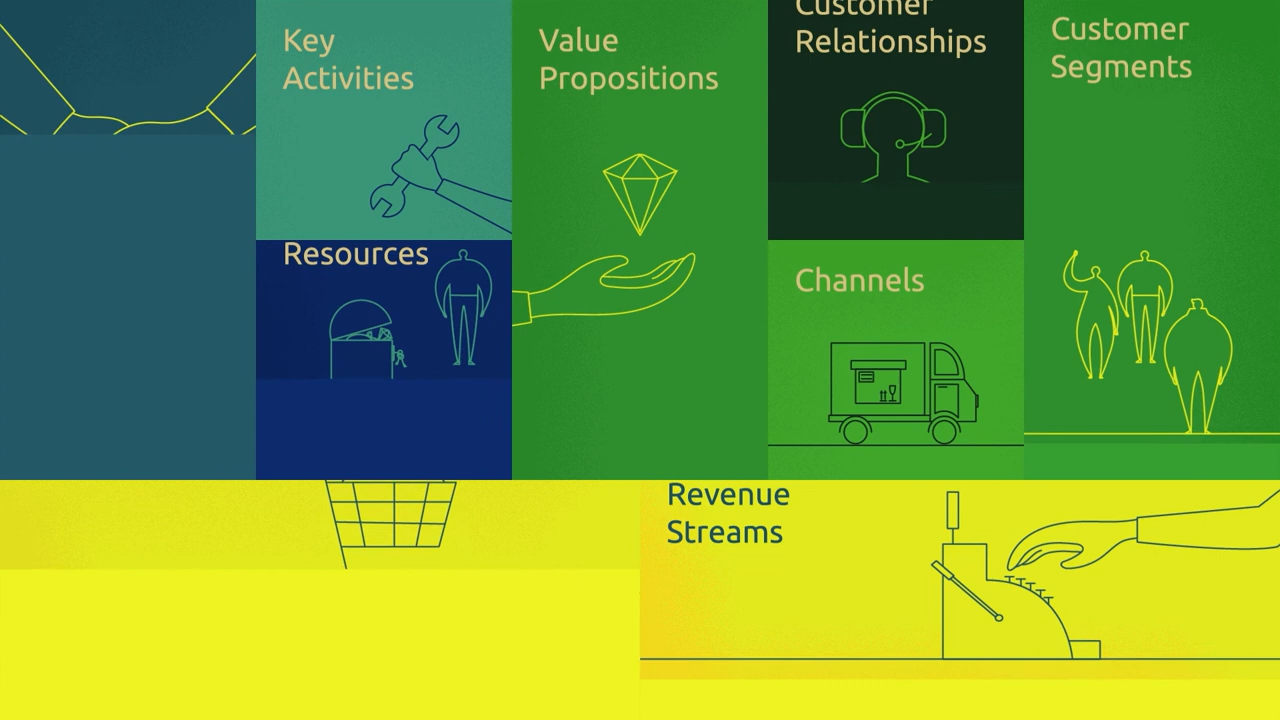 Key
Activities
Value
Propositions
Customer
Relationships
Customer
Segments
Resources
Channels
Revenue
Streams